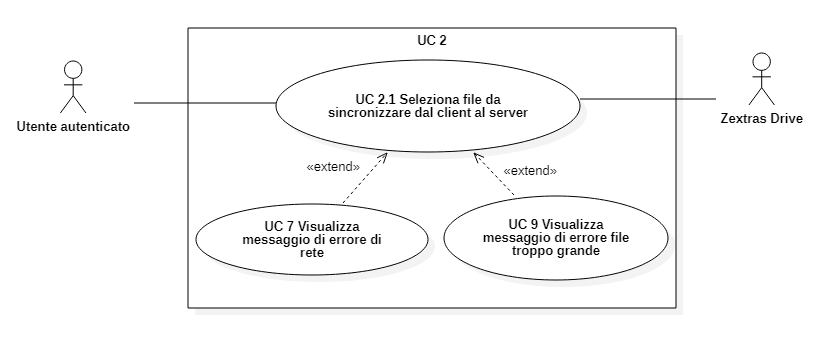 UC 2
UC 2.1 Seleziona file da
sincronizzare dal client al server
Utente autenticato
Zextras Drive
«extend»
«extend»
UC 7 Visualizza
messaggio di errore di
rete
UC 9 Visualizza
messaggio di errore file
troppo grande